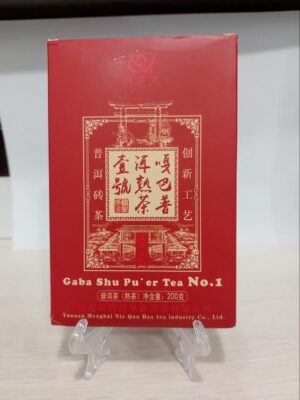 創新工艺
嘎巴普
洱熟茶
壹號
普洱砖茶
Gaba Shu Pu'er Tea No.1
普洱茶（熟茶）净含量：200克
Yunnan Menghai Nie Qun Hao tea industry Co., Ltd.